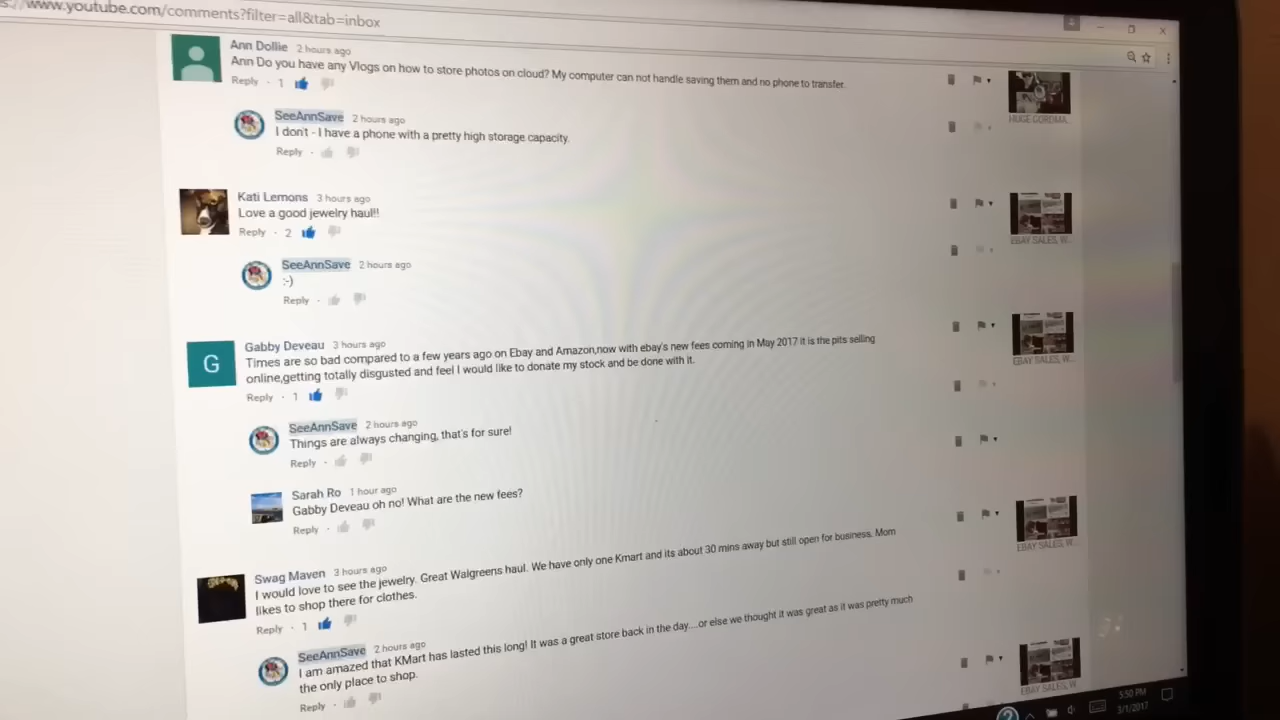 www.youtube.com/comments?filter=all&tab=inbox
Ann Dollie 2 hours ago
Ann Do you have any Vlogs on how to store photos on cloud? My computer can not handle saving them and no phone to transfer.
Reply · 1
HUGE GORDMA...
SeeAnnSave 2 hours ago
I don't - I have a phone with a pretty high storage capacity.
Reply ·
Kati Lemons 3 hours ago
Love a good jewelry haul!!
Reply · 2
EBAY SALES, W...
SeeAnnSave 2 hours ago
:-)
Reply ·
Gabby Deveau 3 hours ago
Times are so bad compared to a few years ago on Ebay and Amazon,now with ebay's new fees coming in May 2017 it is the pits selling
online,getting totally disgusted and feel I would like to donate my stock and be done with it.
Reply · 1
EBAY SALES, W...
G
SeeAnnSave 2 hours ago
Things are always changing, that's for sure!
Reply ·
Sarah Ro 1 hour ago
Gabby Deveau oh no! What are the new fees?
Reply ·
Swag Maven 3 hours ago
I would love to see the jewelry. Great Walgreens haul. We have only one Kmart and its about 30 mins away but still open for business. Mom
likes to shop there for clothes.
Reply · 1
EBAY SALES, W...
SeeAnnSave 2 hours ago
I am amazed that KMart has lasted this long! It was a great store back in the day....or else we thought it was great as it was pretty much
the only place to shop.
Reply ·
EBAY SALES, W
5:50 PM
3/1/2017